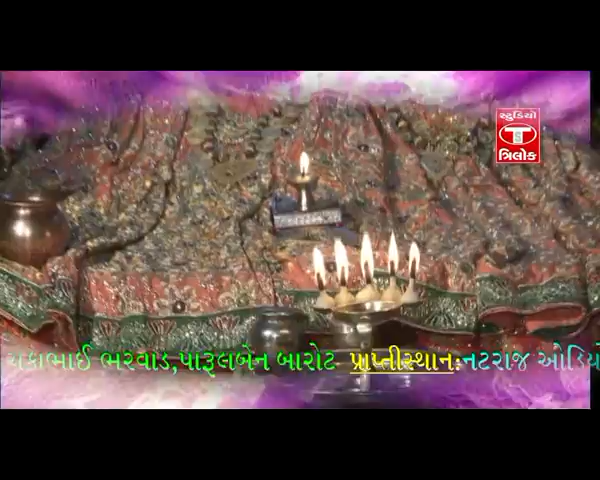 સ્ટુડિયો
ત્રિલોક
ભરવાડ,પારૂલબેન બારોટ પ્રાપ્તીસ્થાન:નટરાજ